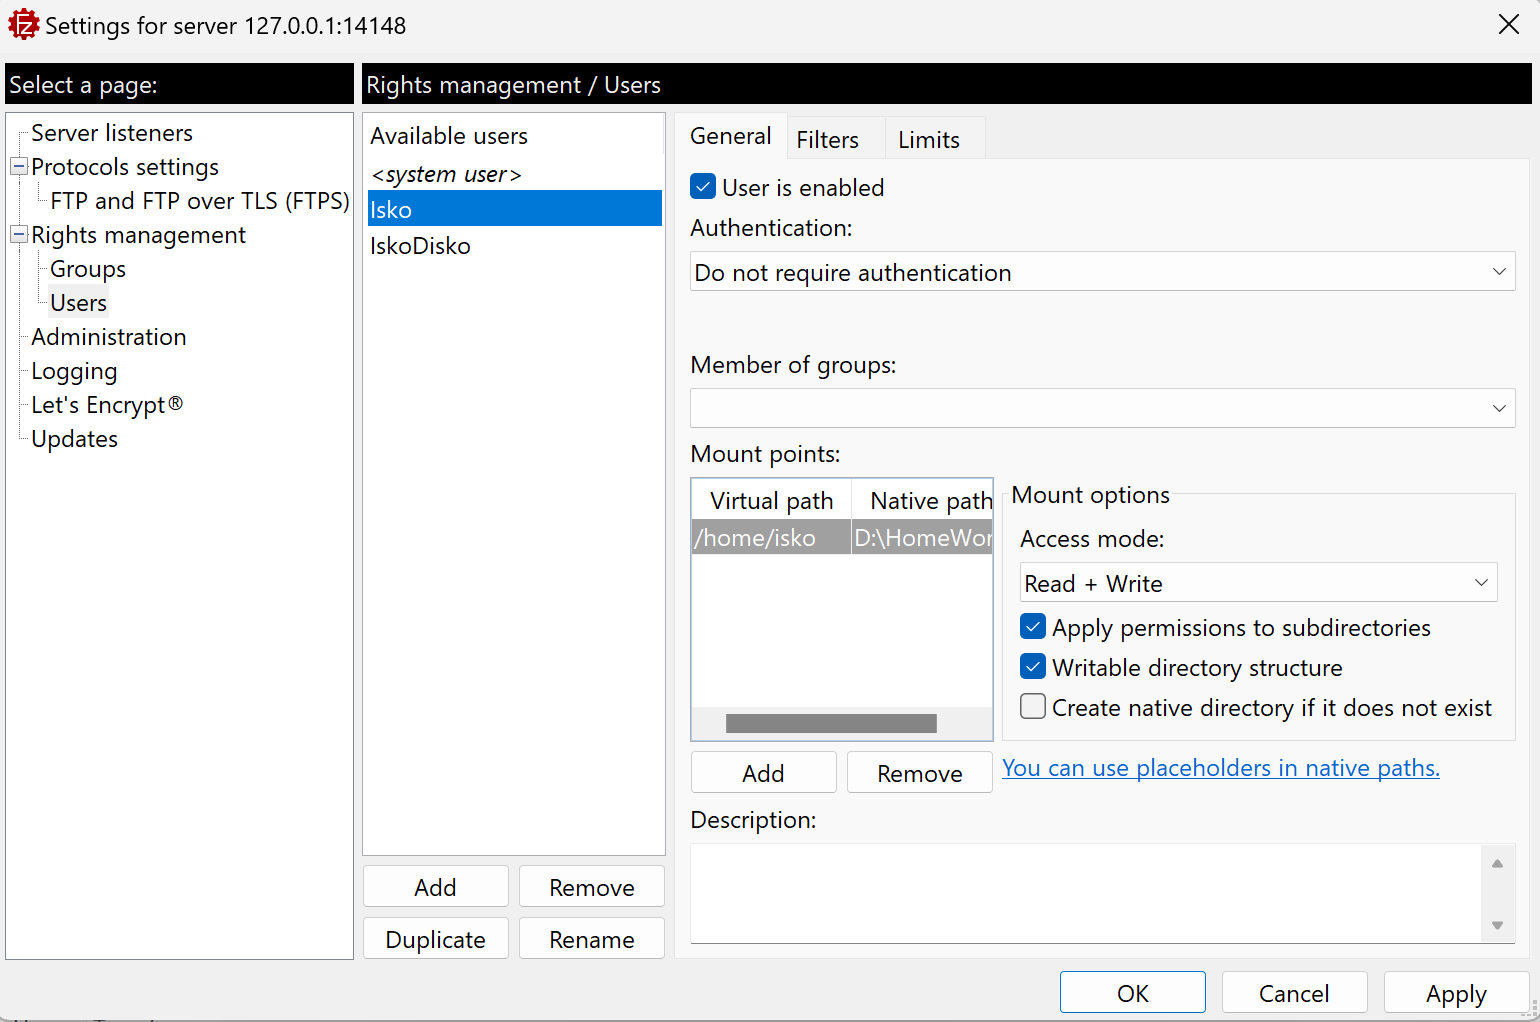 Settings for server 127.0.0.1:14148
Select a page:
Server listeners
Protocols settings
FTP and FTP over TLS (FTPS)
Rights management
Groups
Users
Administration
Logging
Let's Encrypt®
Updates
Rights management / Users
Available users
<system user>
Isko
IskoDisko
Add
Remove
Duplicate
Rename
General
Filters
Limits
User is enabled
Authentication:
Do not require authentication
Member of groups:
Mount points:
Virtual path
Native path
/home/isko
D:\HomeWor
Add
Remove
Mount options
Access mode:
Read + Write
Apply permissions to subdirectories
Writable directory structure
Create native directory if it does not exist
You can use placeholders in native paths.
Description:
OK
Cancel
Apply